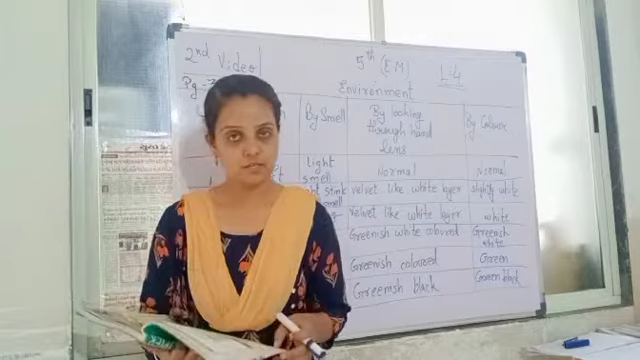 2nd Video
5th (EM)
L:4
Pg-
Environment
By Smell
By looking
through hand
lens
By Colour
light
smell
Normal
Normal
stink
smell
velvet like white layer
slightly white
velvet like white layer
white
Greenish white coloured
Greenish
white
Greenish coloured
Green
Greenish black
Green black